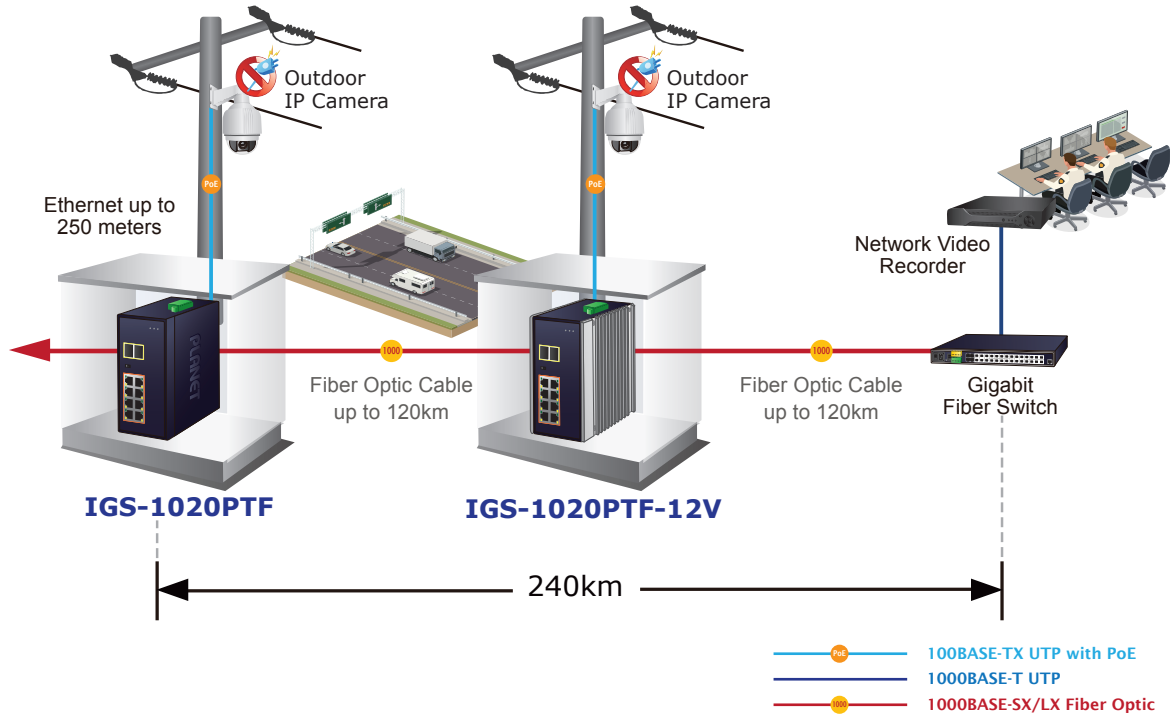 Outdoor
IP Camera
Outdoor
IP Camera
PoE
PoE
Ethernet up to
250 meters
Network Video
Recorder
PLANET
1000
1000
Fiber Optic Cable
up to 120km
Fiber Optic Cable
up to 120km
Gigabit
Fiber Switch
IGS-1020PTF
IGS-1020PTF-12V
240km
PoE
100BASE-TX UTP with PoE
1000BASE-T UTP
1000
1000BASE-SX/LX Fiber Optic